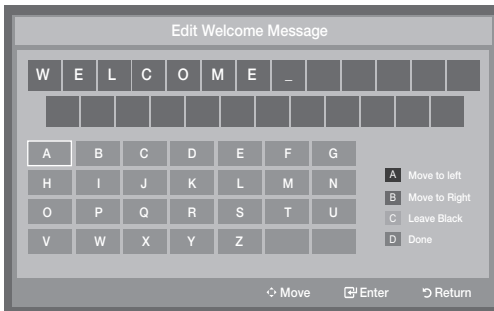 Edit Welcome Message
W E L C O M E _
A B C D E F G
H I J K L M N
O P Q R S T U
V W X Y Z
A Move to left
B Move to Right
C Leave Black
D Done
Move Enter Return